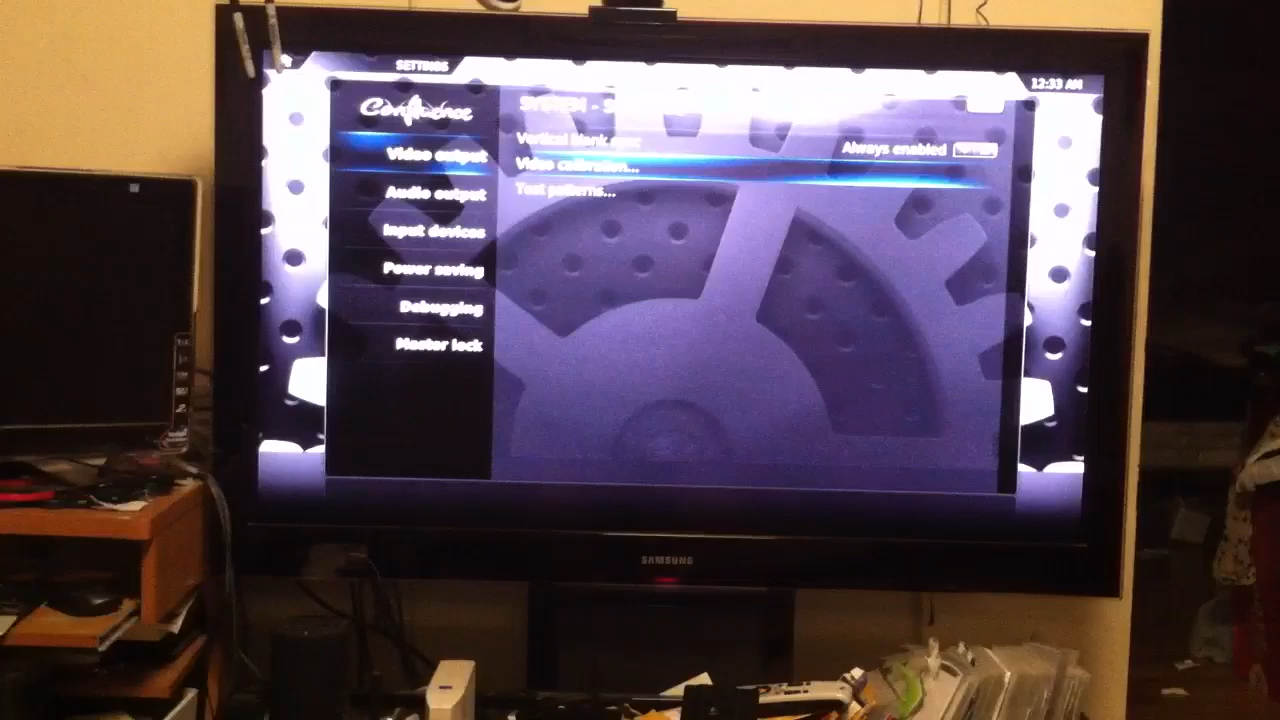 SETTINGS
12:33 AM
Confluence
SYSTEM - S
Vertical blank sync
Always enabled
Video output
Video calibration...
Audio output
Test patterns...
Input devices
Power saving
Debugging
Master lock
SAMSUNG